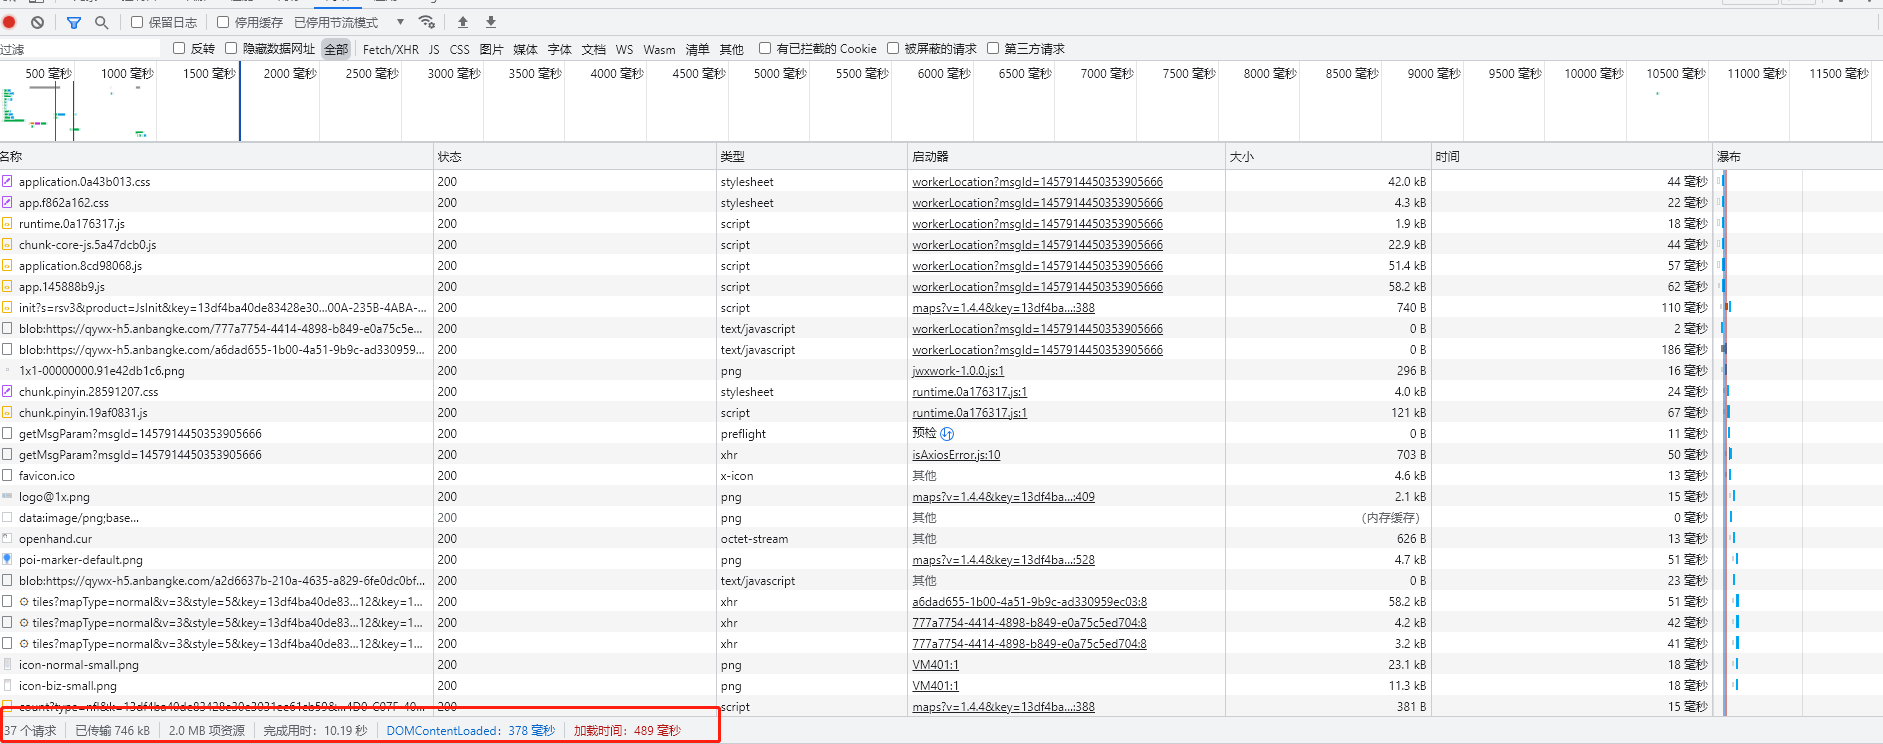 保留日志 停用缓存 已停用节流模式
过滤 反转 隐藏数据网址 全部 Fetch/XHR JS CSS 图片 媒体 字体 文档 WS Wasm 清单 其他 有已拦截的 Cookie 被屏蔽的请求 第三方请求
500 毫秒 1000 毫秒 1500 毫秒 2000 毫秒 2500 毫秒 3000 毫秒 3500 毫秒 4000 毫秒 4500 毫秒 5000 毫秒 5500 毫秒 6000 毫秒 6500 毫秒 7000 毫秒 7500 毫秒 8000 毫秒 8500 毫秒 9000 毫秒 9500 毫秒 10000 毫秒 10500 毫秒 11000 毫秒 11500 毫秒
名称 状态 类型 启动器 大小 时间 瀑布
application.0a43b013.css 200 stylesheet workerLocation?msgId=1457914450353905666 42.0 kB 44 毫秒
app.f862a162.css 200 stylesheet workerLocation?msgId=1457914450353905666 4.3 kB 22 毫秒
runtime.0a176317.js 200 script workerLocation?msgId=1457914450353905666 1.9 kB 18 毫秒
chunk-core-js.5a47dcb0.js 200 script workerLocation?msgId=1457914450353905666 22.9 kB 44 毫秒
application.8cd98068.js 200 script workerLocation?msgId=1457914450353905666 51.4 kB 57 毫秒
app.145888b9.js 200 script workerLocation?msgId=1457914450353905666 58.2 kB 62 毫秒
init?s=rsv3&product=JsInit&key=13df4ba40de83428e30...00A-235B-4ABA-... 200 script maps?v=1.4.4&key=13df4ba...:388 740 B 110 毫秒
blob:https://qywx-h5.anbangke.com/777a7754-4414-4898-b849-e0a75c5e... 200 text/javascript workerLocation?msgId=1457914450353905666 0 B 2 毫秒
blob:https://qywx-h5.anbangke.com/a6dad655-1b00-4a51-9b9c-ad330959... 200 text/javascript workerLocation?msgId=1457914450353905666 0 B 186 毫秒
1x1-00000000.91e42db1c6.png 200 png jwxwork-1.0.0.js:1 296 B 16 毫秒
chunk.pinyin.28591207.css 200 stylesheet runtime.0a176317.js:1 4.0 kB 24 毫秒
chunk.pinyin.19af0831.js 200 script runtime.0a176317.js:1 121 kB 67 毫秒
getMsgParam?msgId=1457914450353905666 200 preflight 预检 0 B 11 毫秒
getMsgParam?msgId=1457914450353905666 200 xhr isAxiosError.js:10 703 B 50 毫秒
favicon.ico 200 x-icon 其他 4.6 kB 13 毫秒
logo@1x.png 200 png maps?v=1.4.4&key=13df4ba...:409 2.1 kB 15 毫秒
data:image/png;base... 200 png 其他 (内存缓存) 0 毫秒
openhand.cur 200 octet-stream 其他 626 B 13 毫秒
poi-marker-default.png 200 png maps?v=1.4.4&key=13df4ba...:528 4.7 kB 51 毫秒
blob:https://qywx-h5.anbangke.com/a2d6637b-210a-4635-a829-6fe0dc0bf... 200 text/javascript 其他 0 B 23 毫秒
tiles?mapType=normal&v=3&style=5&key=13df4ba40de83...12&key=1... 200 xhr a6dad655-1b00-4a51-9b9c-ad330959ec03:8 58.2 kB 51 毫秒
tiles?mapType=normal&v=3&style=5&key=13df4ba40de83...12&key=1... 200 xhr 777a7754-4414-4898-b849-e0a75c5ed704:8 4.2 kB 42 毫秒
tiles?mapType=normal&v=3&style=5&key=13df4ba40de83...12&key=1... 200 xhr 777a7754-4414-4898-b849-e0a75c5ed704:8 3.2 kB 41 毫秒
icon-normal-small.png 200 png VM401:1 23.1 kB 18 毫秒
icon-biz-small.png 200 png VM401:1 11.3 kB 18 毫秒
200 script maps?v=1.4.4&key=13df4ba...:388 381 B 15 毫秒
37 个请求 已传输 746 kB 2.0 MB 项资源 完成用时：10.19 秒 DOMContentLoaded：378 毫秒 加载时间：489 毫秒